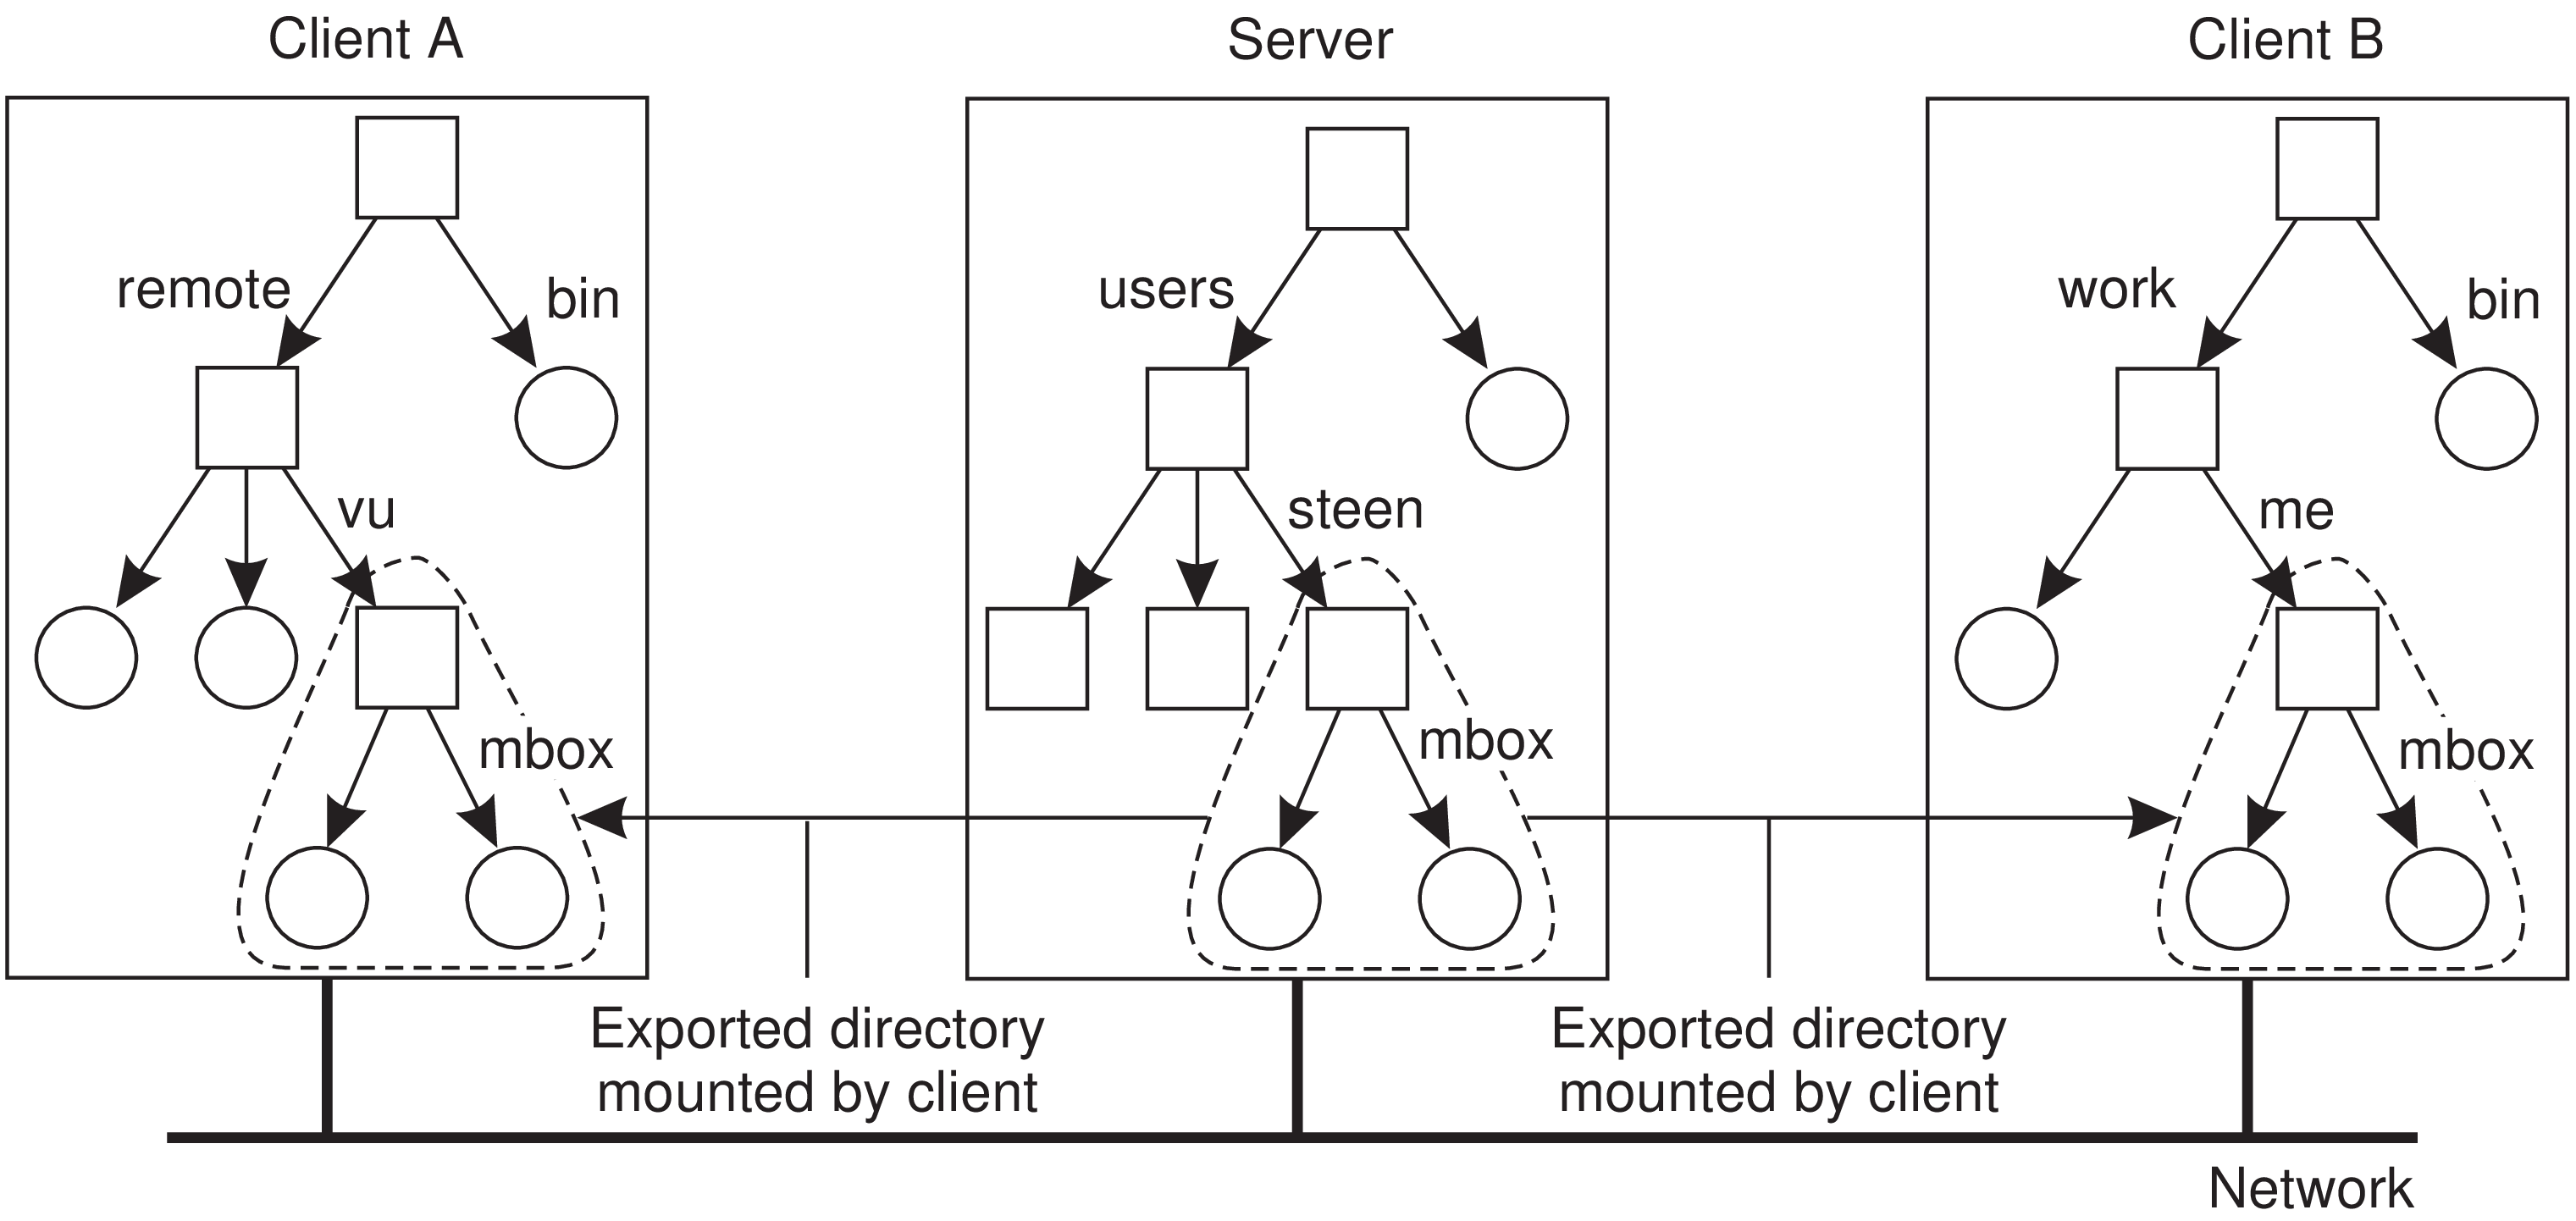 Client A
Server
Client B
remote
bin
users
work
bin
vu
steen
me
mbox
mbox
mbox
Exported directory
mounted by client
Exported directory
mounted by client
Network